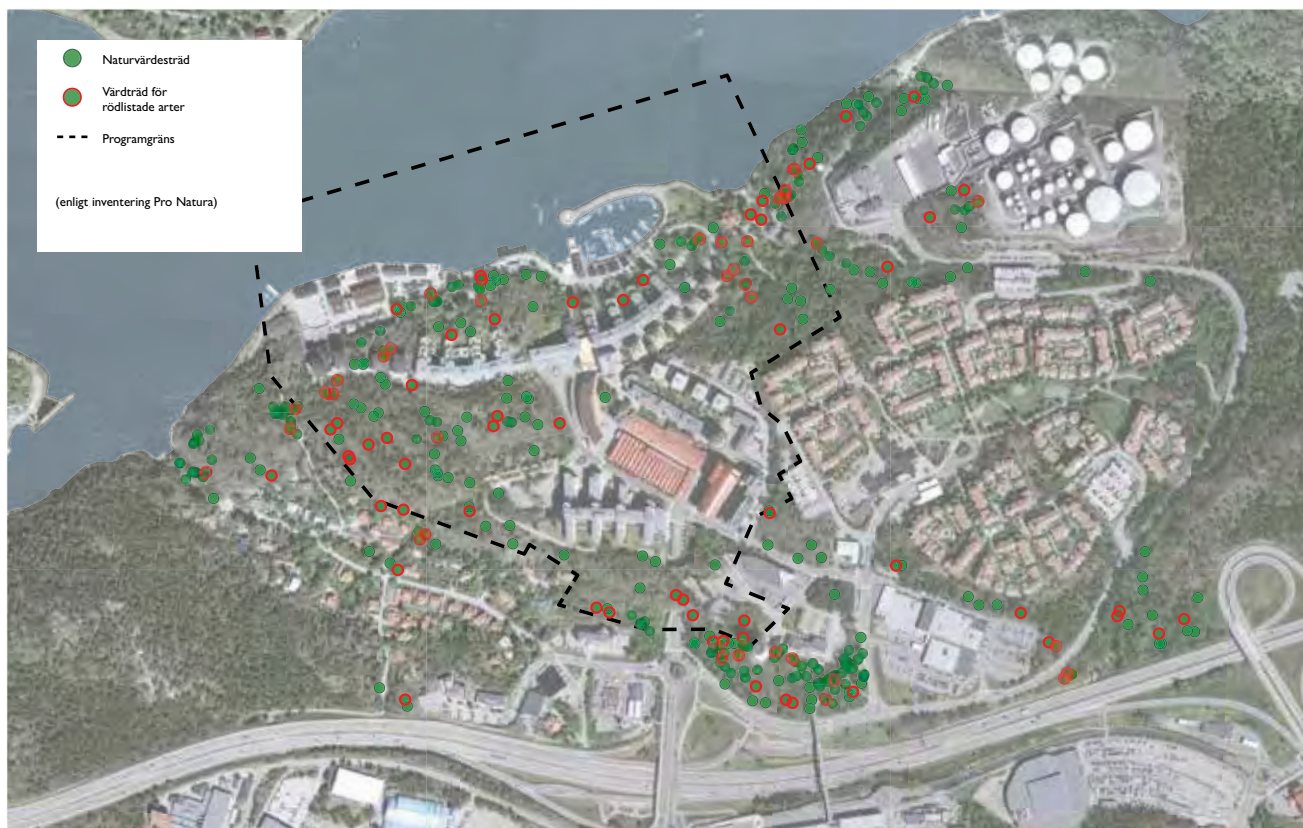 Naturvärdesträd
Värdträd för
rödlistade arter
Programgräns
(enligt inventering Pro Natura)